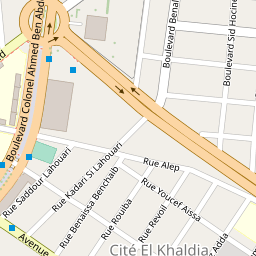 Boulevard Colonel Ahmed Ben Abd
Boulevard Bena
Boulevard Sid Hocine
Rue Alep
Rue Kadari Si Lahouari
Rue Saddour Lahouari
Rue Benaissa Benchaib
Rue Youcef Aissa
Rue Rouiba
Rue Revoil
Adda
Avenue
Cité El Khaldia